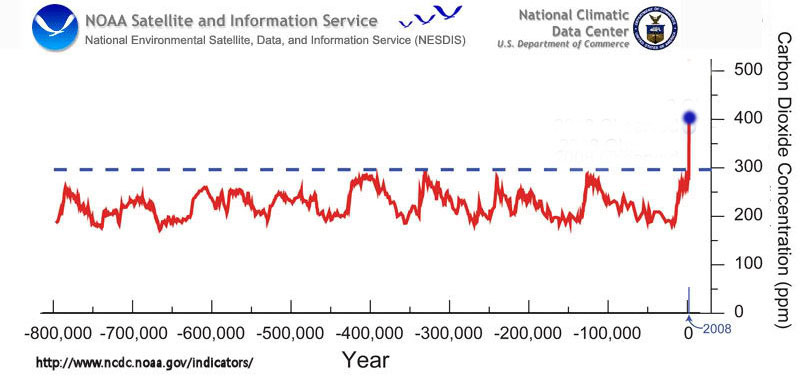 NOAA Satellite and Information Service
National Environmental Satellite, Data, and Information Service (NESDIS)
National Climatic
Data Center
U.S. Department of Commerce
500
400
300
200
100
0
Carbon Dioxide Concentration (ppm)
-800,000 -700,000 -600,000 -500,000 -400,000 -300,000 -200,000 -100,000 0
2008
Year
http://www.ncdc.noaa.gov/indicators/